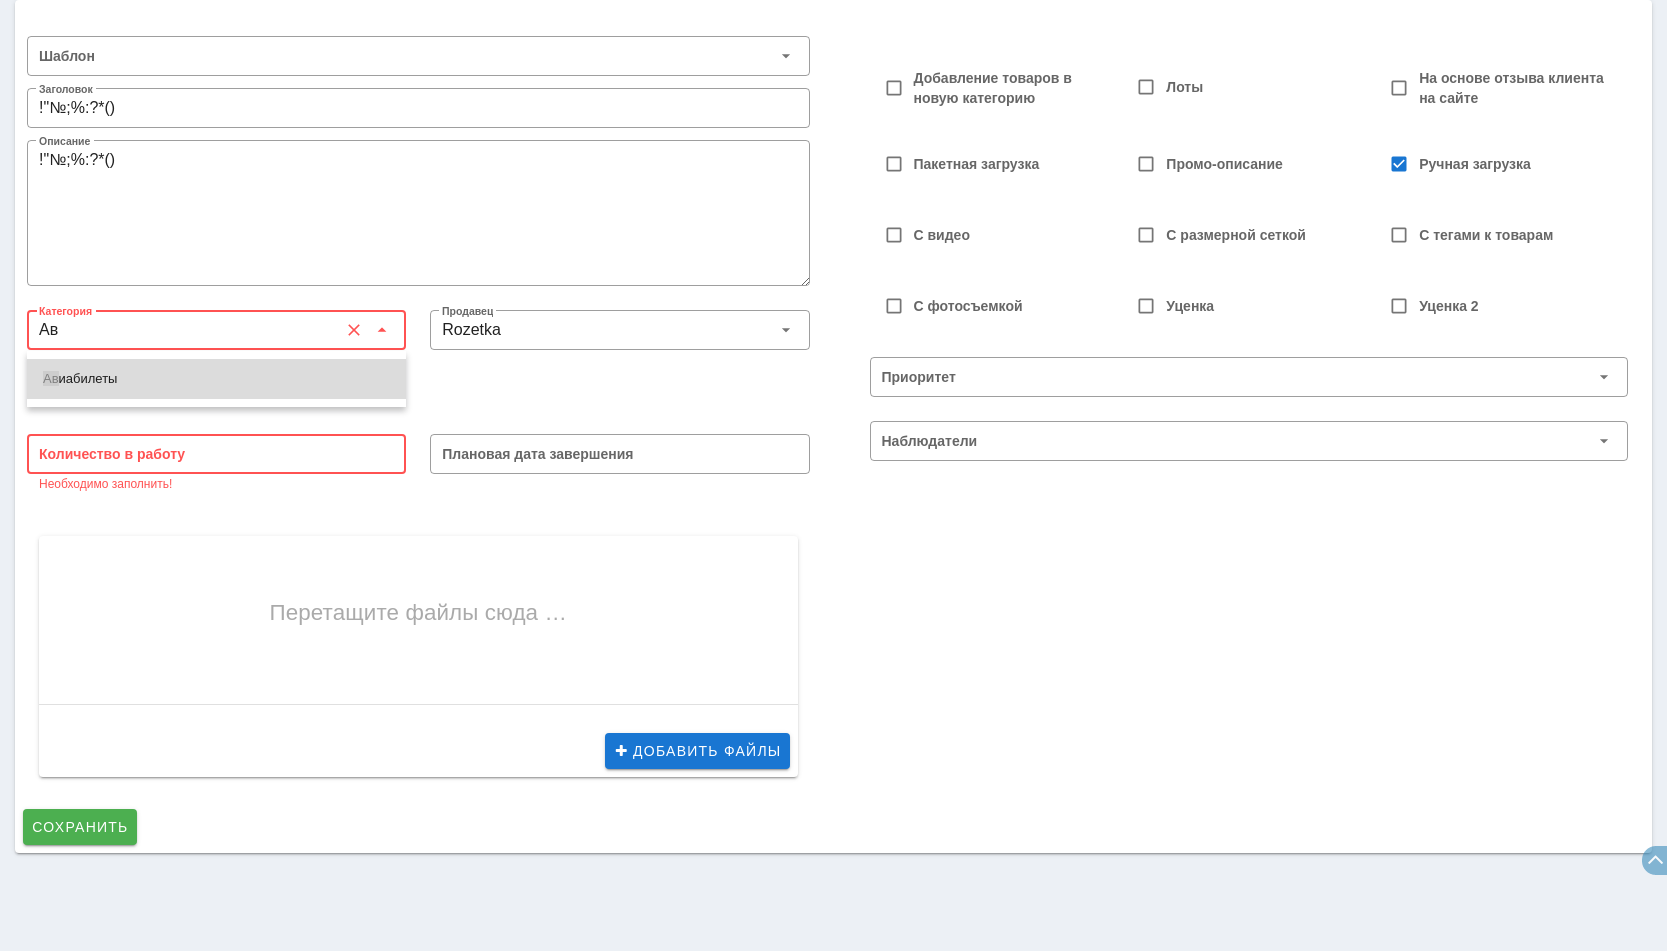 Шаблон
Заголовок
!"№;%:?*()
Описание
!"№;%:?*()
Категория
Ав
Авиабилеты
Продавец
Rozetka
Количество в работу
Необходимо заполнить!
Плановая дата завершения
Перетащите файлы сюда …
ДОБАВИТЬ ФАЙЛЫ
СОХРАНИТЬ
Добавление товаров в
новую категорию
Лоты
На основе отзыва клиента
на сайте
Пакетная загрузка
Промо-описание
Ручная загрузка
С видео
С размерной сеткой
С тегами к товарам
С фотосъемкой
Уценка
Уценка 2
Приоритет
Наблюдатели